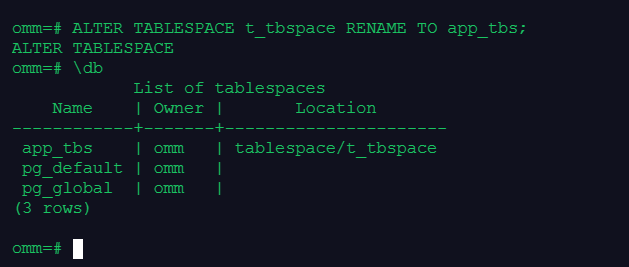 omm=# ALTER TABLESPACE t_tbspace RENAME TO app_tbs;
ALTER TABLESPACE
omm=# \db
            List of tablespaces
    Name    | Owner |       Location
------------+-------+----------------------
 app_tbs    | omm   | tablespace/t_tbspace
 pg_default | omm   |
 pg_global  | omm   |
(3 rows)
omm=#